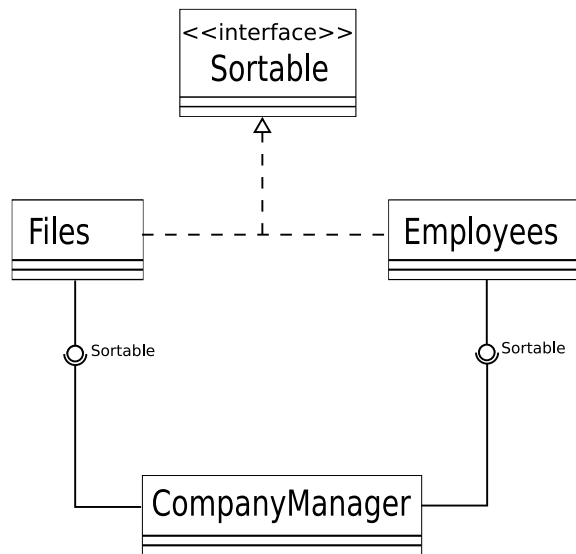 <<interface>>
Sortable
Files
Employees
Sortable
Sortable
CompanyManager